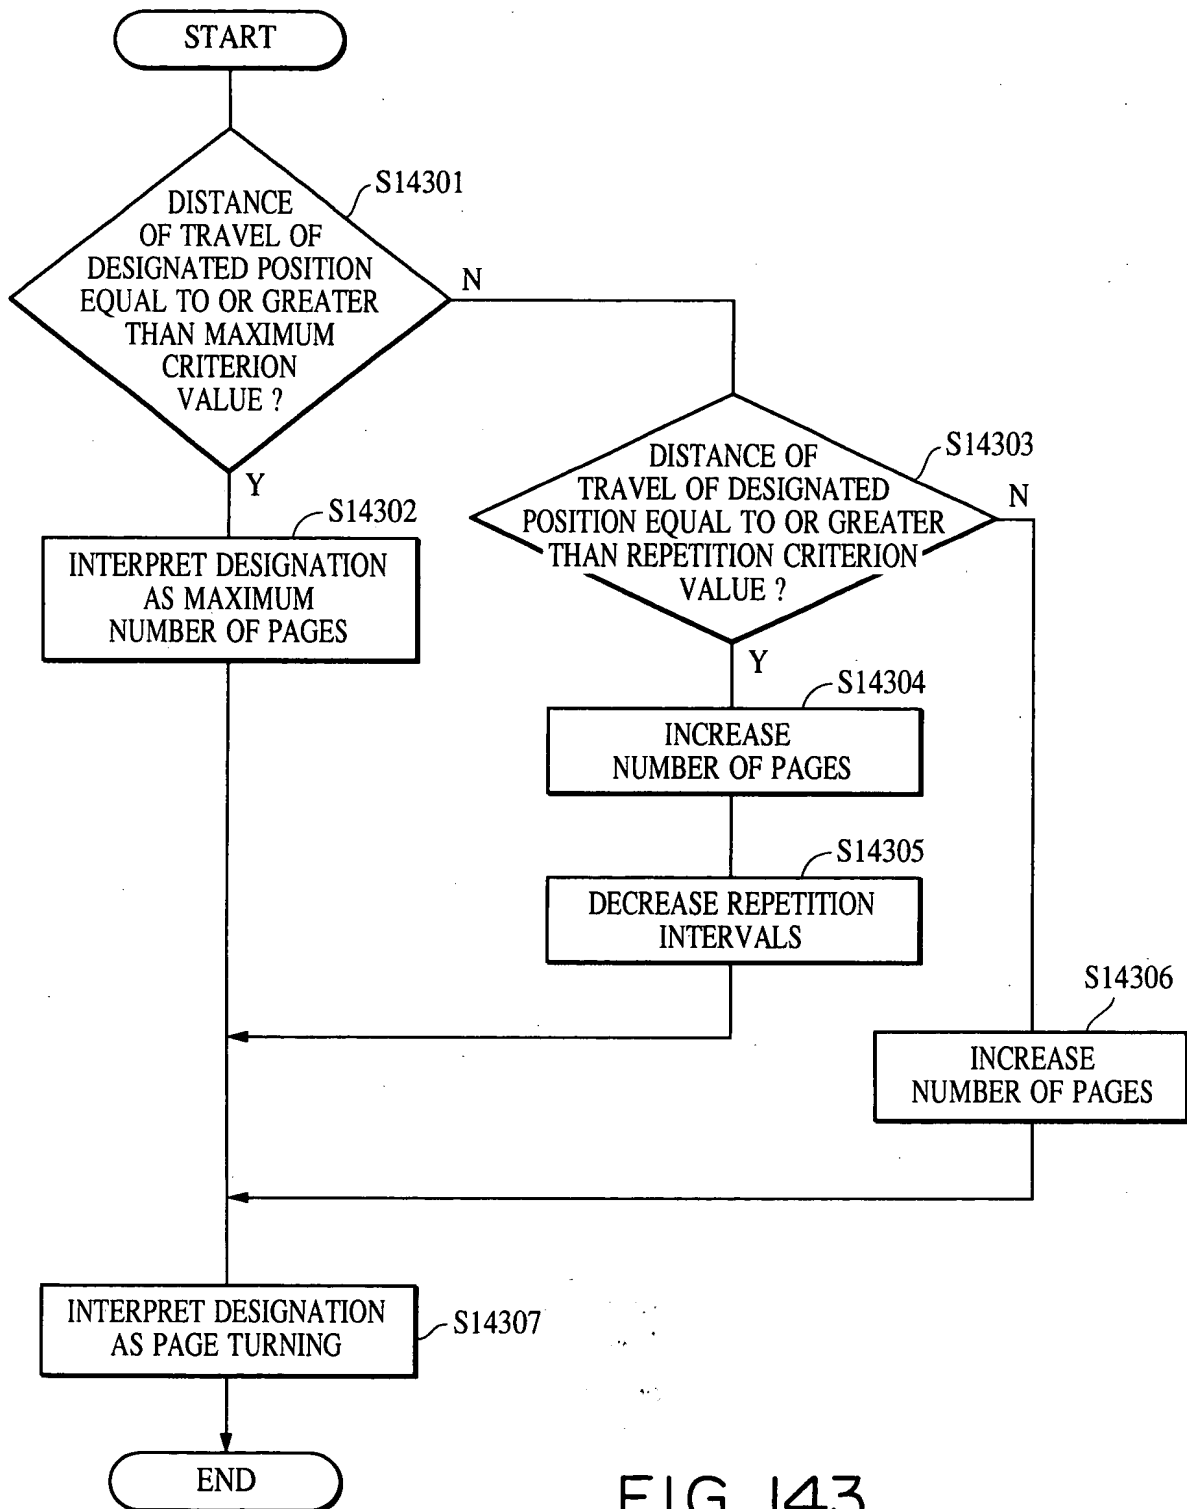 START
S14301
DISTANCE
OF TRAVEL OF
DESIGNATED POSITION
EQUAL TO OR GREATER
THAN MAXIMUM
CRITERION
VALUE ?
N
Y
S14302
INTERPRET DESIGNATION
AS MAXIMUM
NUMBER OF PAGES
S14303
DISTANCE OF
TRAVEL OF DESIGNATED
POSITION EQUAL TO OR GREATER
THAN REPETITION CRITERION
VALUE ?
N
Y
S14304
INCREASE
NUMBER OF PAGES
S14305
DECREASE REPETITION
INTERVALS
S14306
INCREASE
NUMBER OF PAGES
INTERPRET DESIGNATION
AS PAGE TURNING
S14307
END
FIG. 143